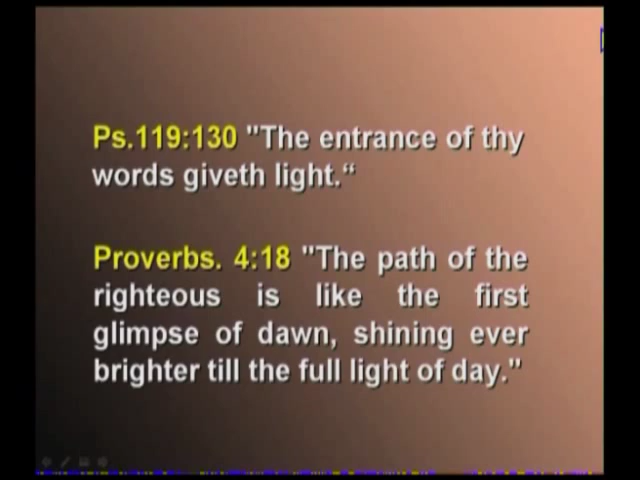 Ps.119:130 "The entrance of thy
words giveth light.“
Proverbs. 4:18 "The path of the
righteous is like the first
glimpse of dawn, shining ever
brighter till the full light of day."